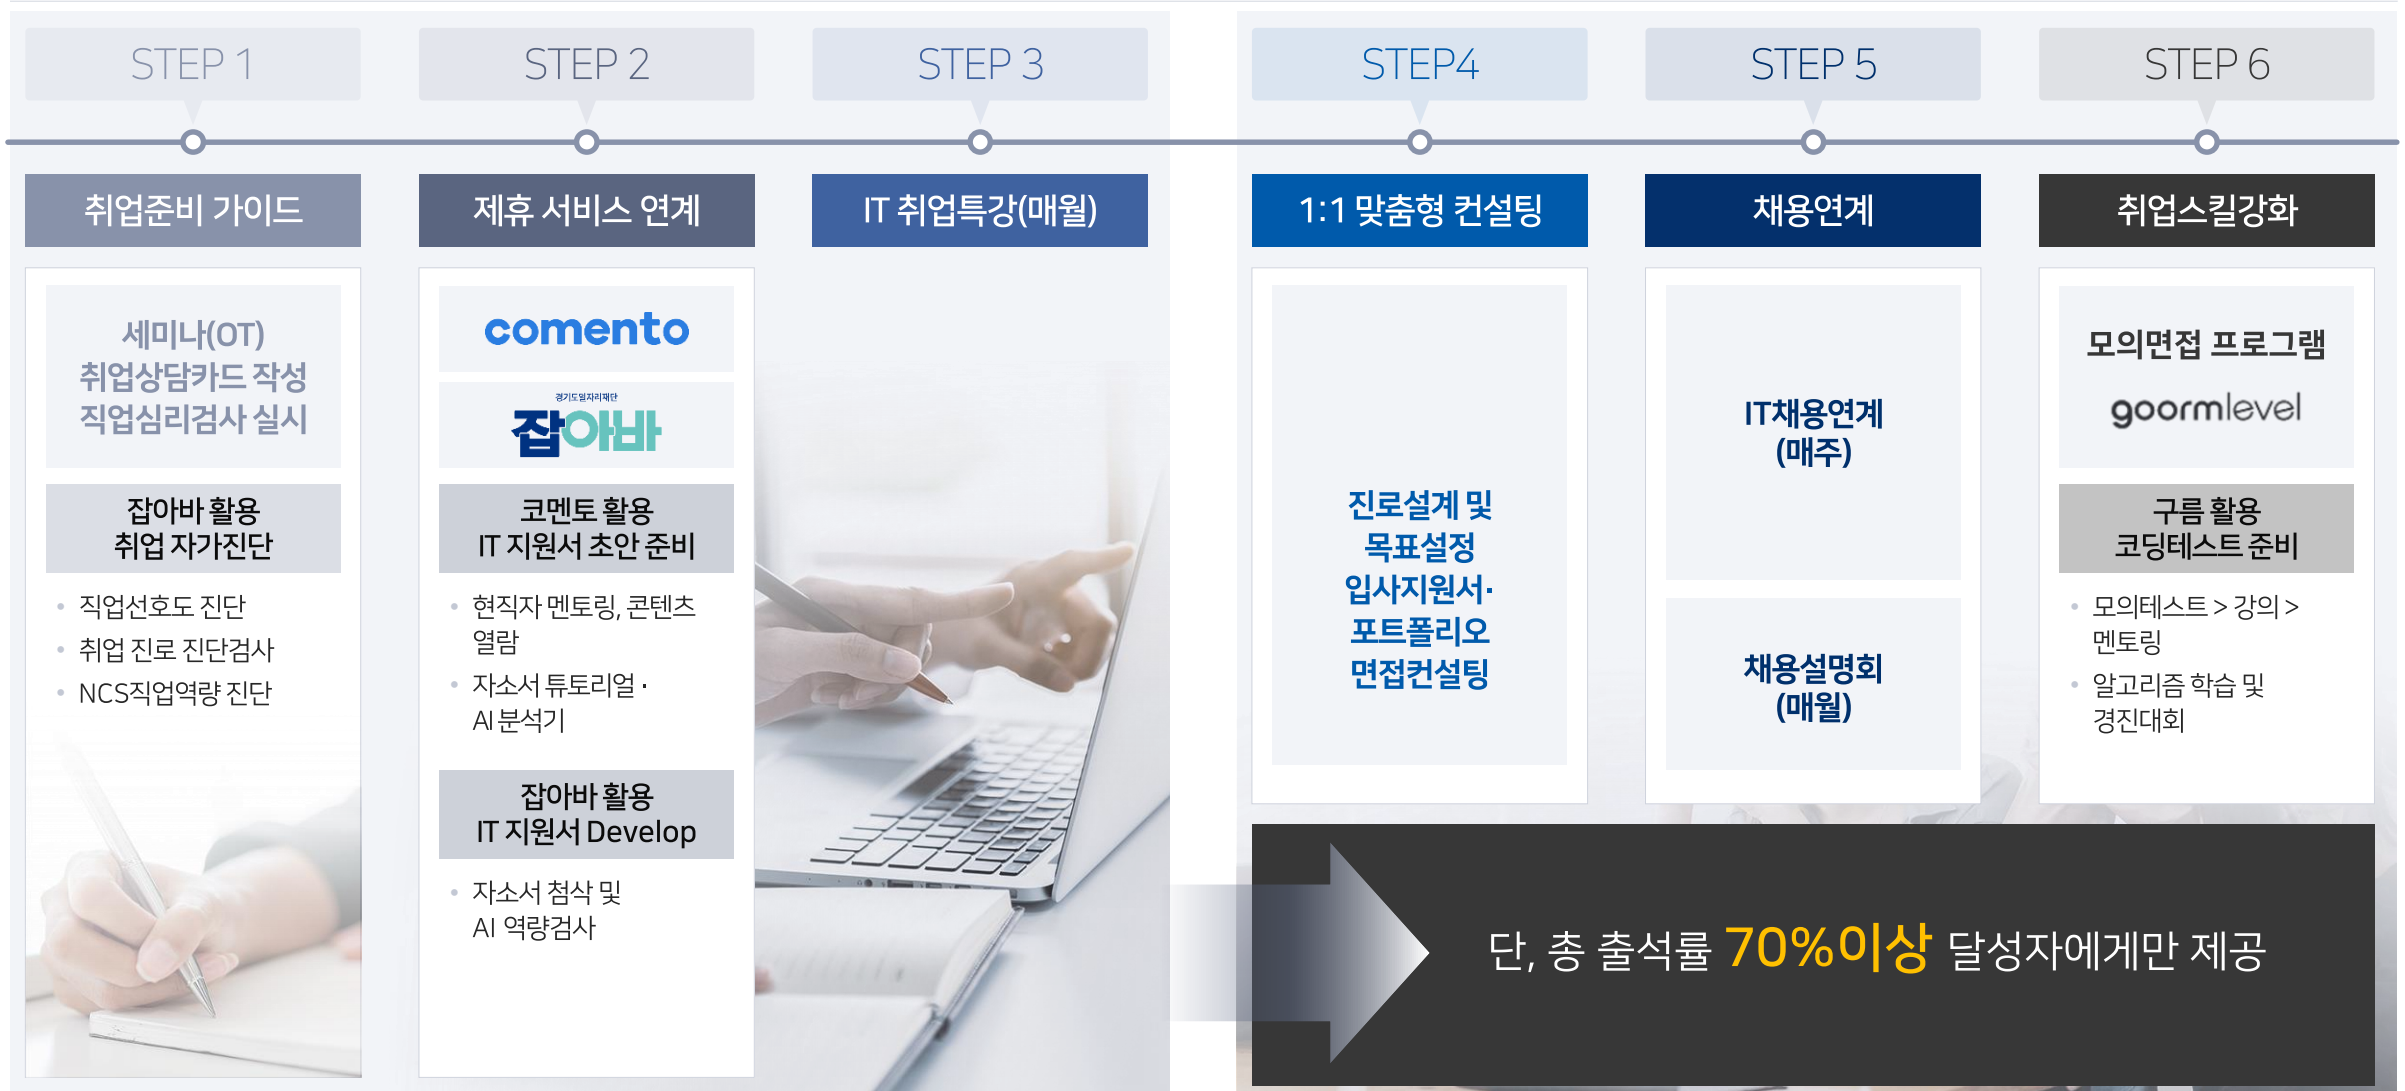 STEP 1
취업준비 가이드
세미나(OT)
취업상담카드 작성
직업심리검사 실시
잡아바 활용
취업 자가진단
• 직업선호도 진단
• 취업 진로 진단검사
• NCS직업역량 진단
STEP 2
제휴 서비스 연계
comento
경기도일자리재단
잡아바
코멘토 활용
IT 지원서 초안 준비
• 현직자 멘토링, 콘텐츠
열람
• 자소서 튜토리얼 ·
AI 분석기
잡아바 활용
IT 지원서 Develop
• 자소서 첨삭 및
AI 역량검사
STEP 3
IT 취업특강(매월)
STEP4
1:1 맞춤형 컨설팅
진로설계 및
목표설정
입사지원서·
포트폴리오
면접컨설팅
STEP 5
채용연계
IT채용연계
(매주)
채용설명회
(매월)
STEP 6
취업스킬강화
모의면접 프로그램
goormlevel
구름 활용
코딩테스트 준비
• 모의테스트 > 강의 >
멘토링
• 알고리즘 학습 및
경진대회
단, 총 출석률 70%이상 달성자에게만 제공